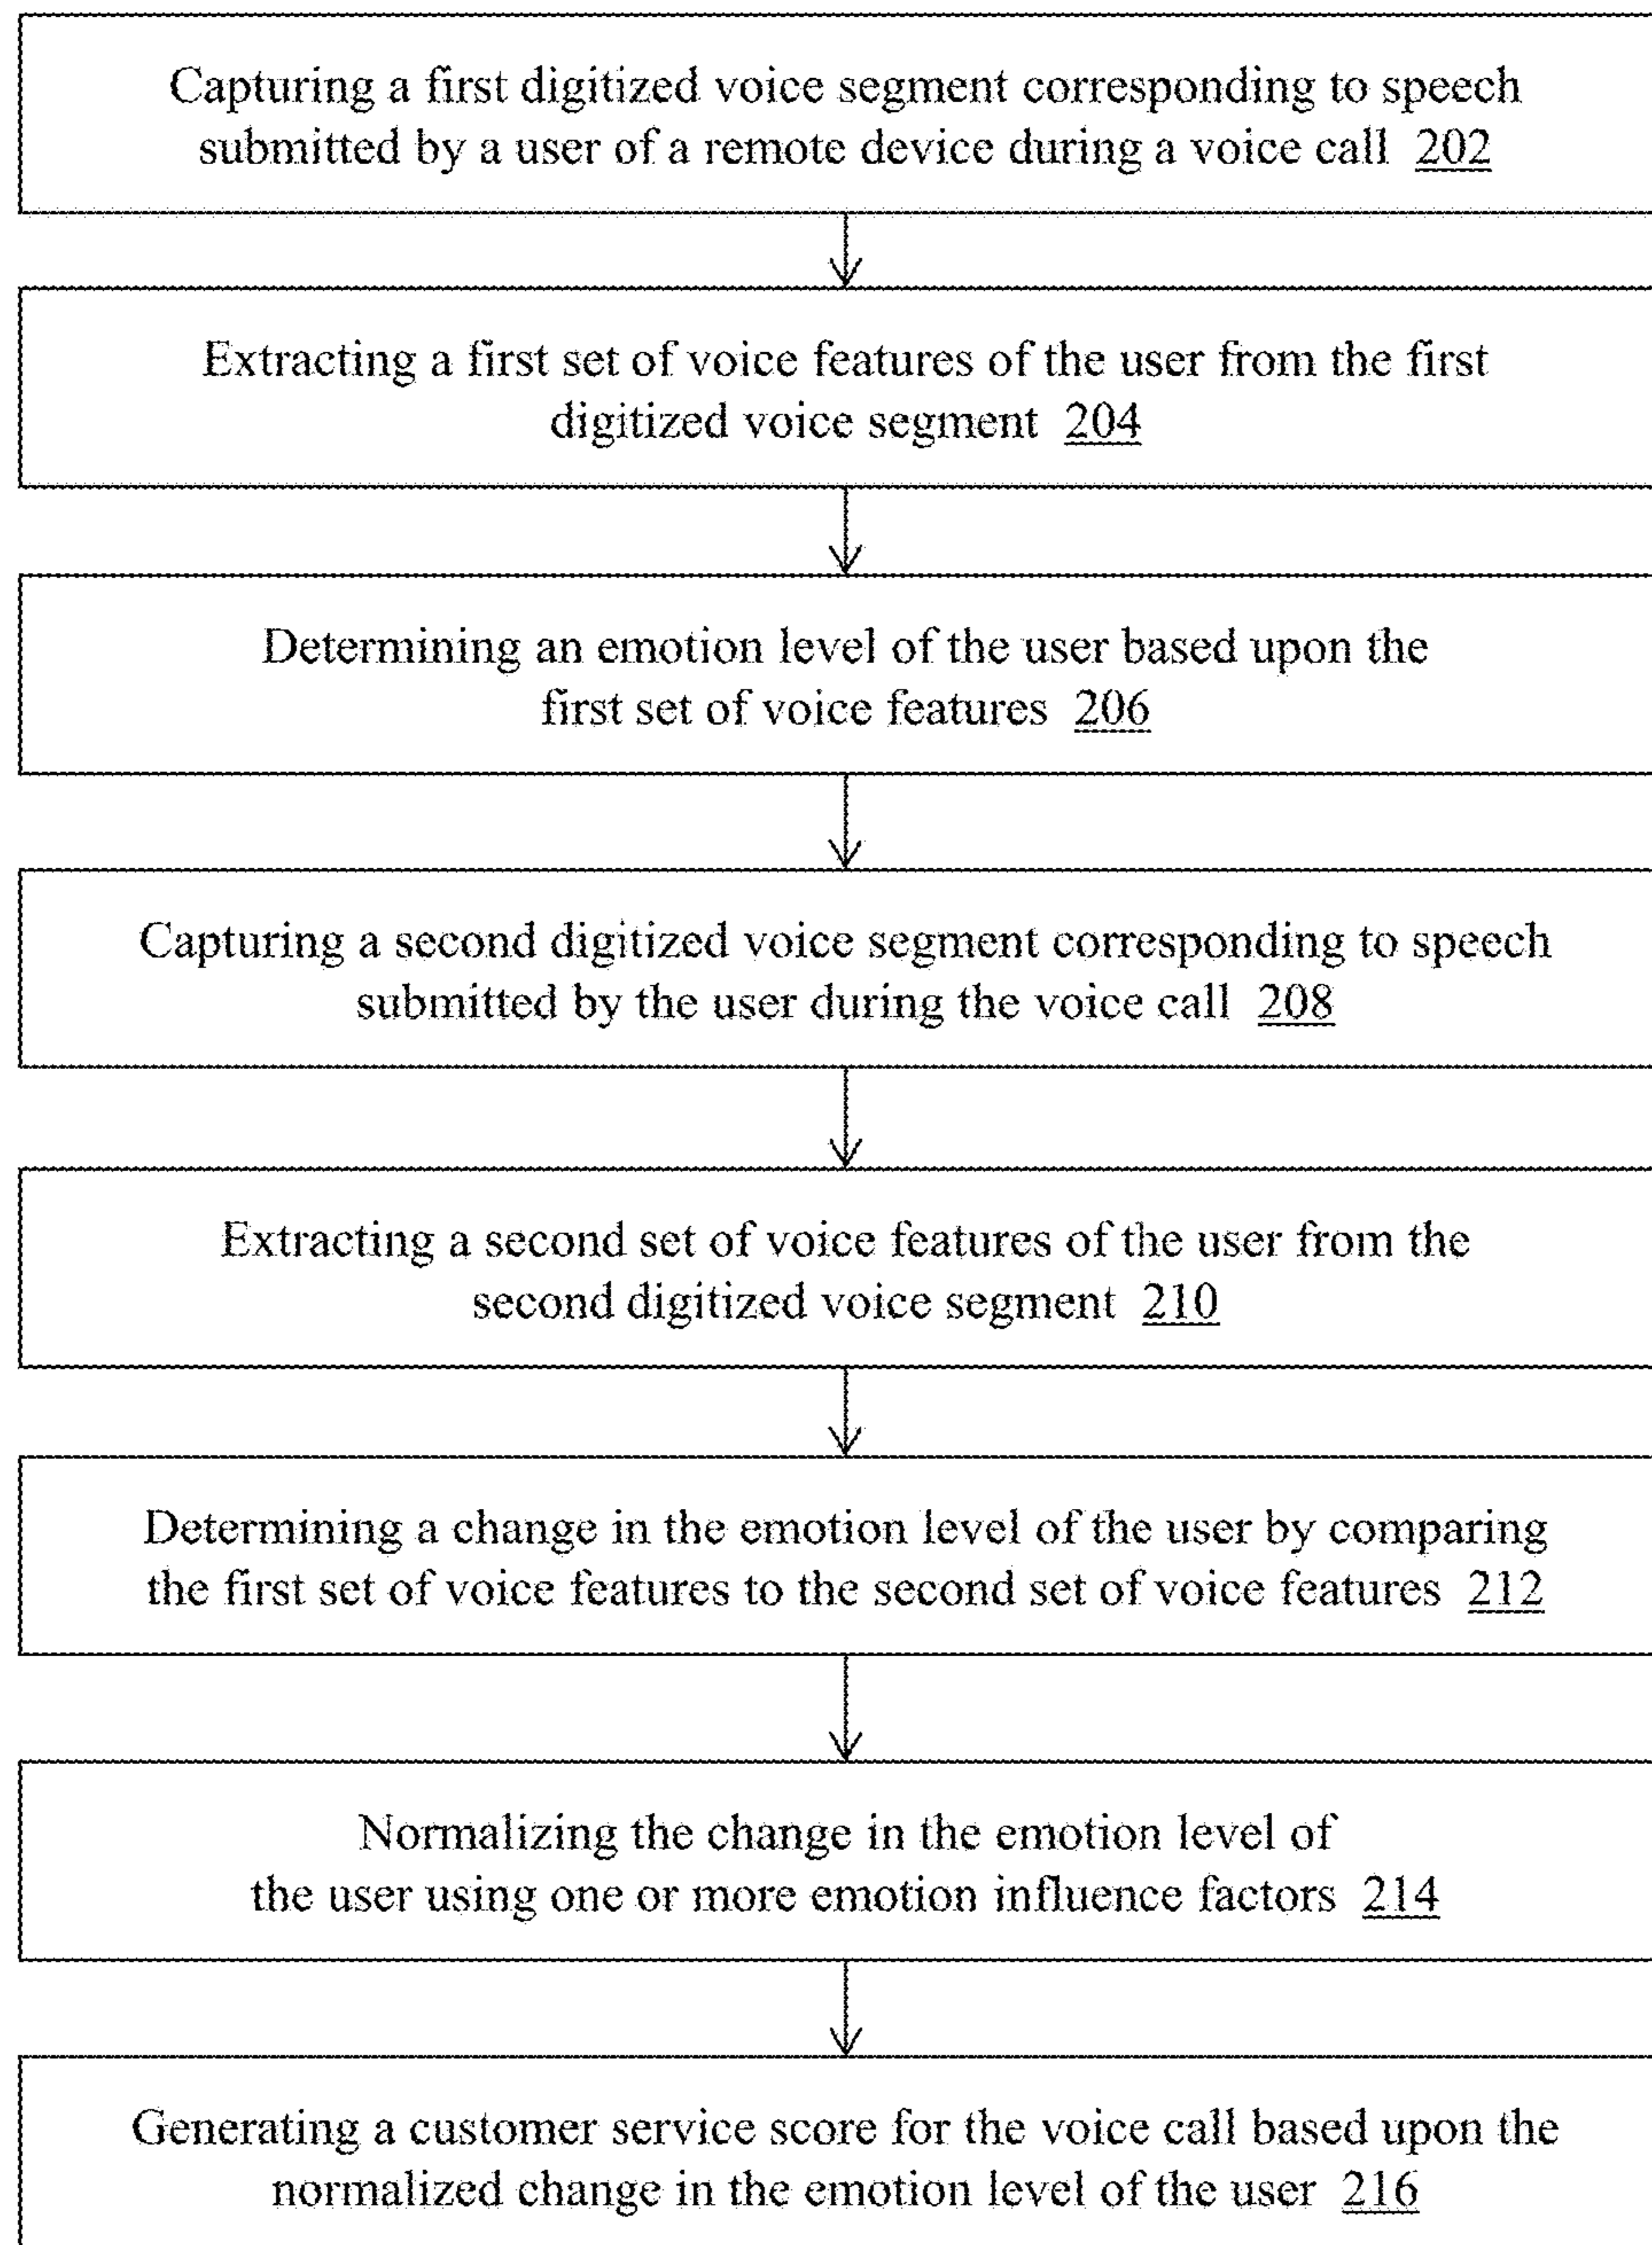 Capturing a first digitized voice segment corresponding to speech
submitted by a user of a remote device during a voice call 202
Extracting a first set of voice features of the user from the first
digitized voice segment 204
Determining an emotion level of the user based upon the
first set of voice features 206
Capturing a second digitized voice segment corresponding to speech
submitted by the user during the voice call 208
Extracting a second set of voice features of the user from the
second digitized voice segment 210
Determining a change in the emotion level of the user by comparing
the first set of voice features to the second set of voice features 212
Normalizing the change in the emotion level of
the user using one or more emotion influence factors 214
Generating a customer service score for the voice call based upon the
normalized change in the emotion level of the user 216